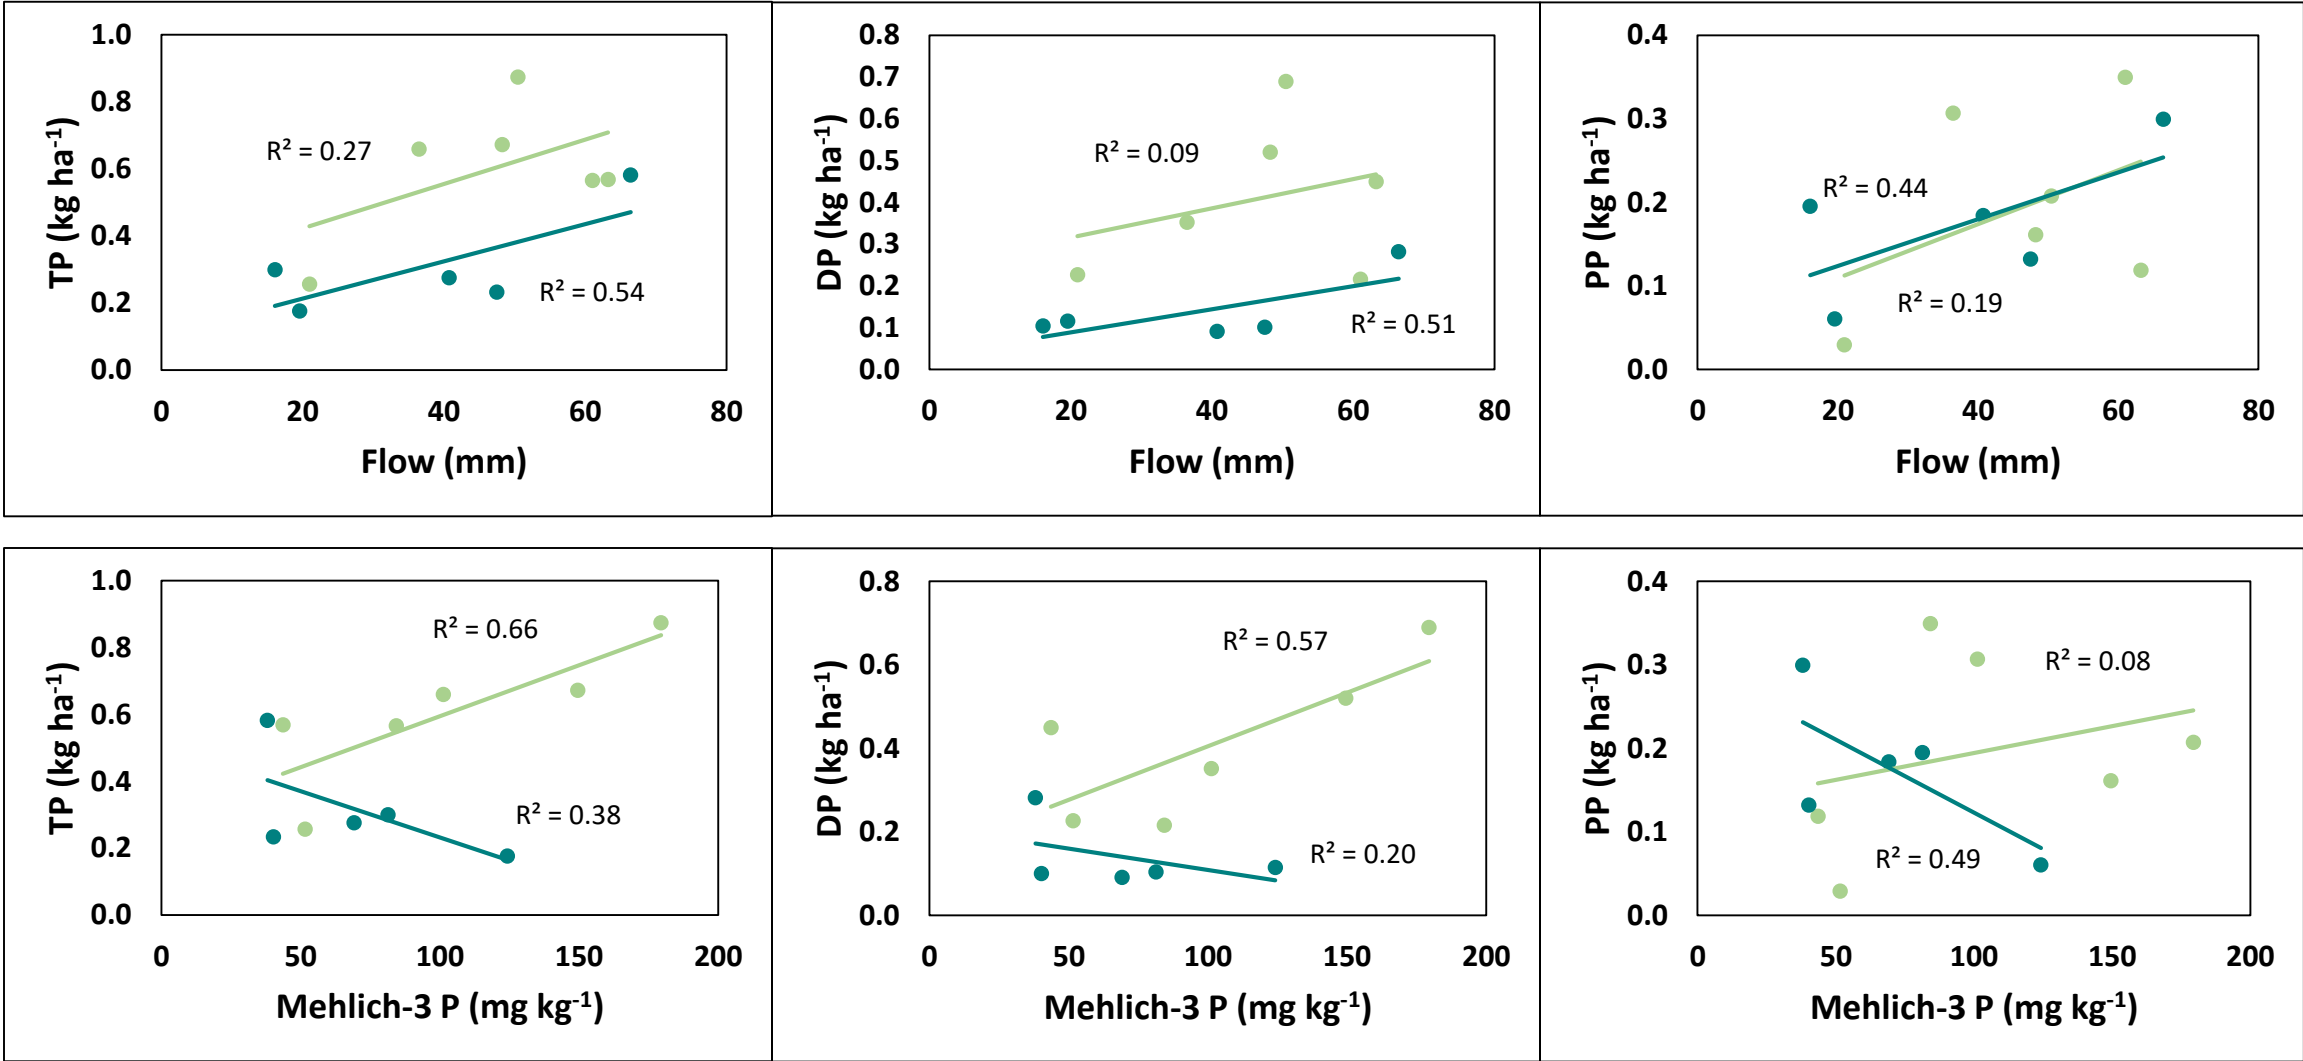 TP (kg ha⁻¹)
1.0
0.8
0.6
0.4
0.2
0.0
R² = 0.27
R² = 0.54
0 20 40 60 80
Flow (mm)
DP (kg ha⁻¹)
0.8
0.7
0.6
0.5
0.4
0.3
0.2
0.1
0.0
R² = 0.09
R² = 0.51
0 20 40 60 80
Flow (mm)
PP (kg ha⁻¹)
0.4
0.3
0.2
0.1
0.0
R² = 0.44
R² = 0.19
0 20 40 60 80
Flow (mm)
TP (kg ha⁻¹)
1.0
0.8
0.6
0.4
0.2
0.0
R² = 0.66
R² = 0.38
0 50 100 150 200
Mehlich-3 P (mg kg⁻¹)
DP (kg ha⁻¹)
0.8
0.6
0.4
0.2
0.0
R² = 0.57
R² = 0.20
0 50 100 150 200
Mehlich-3 P (mg kg⁻¹)
PP (kg ha⁻¹)
0.4
0.3
0.2
0.1
0.0
R² = 0.08
R² = 0.49
0 50 100 150 200
Mehlich-3 P (mg kg⁻¹)